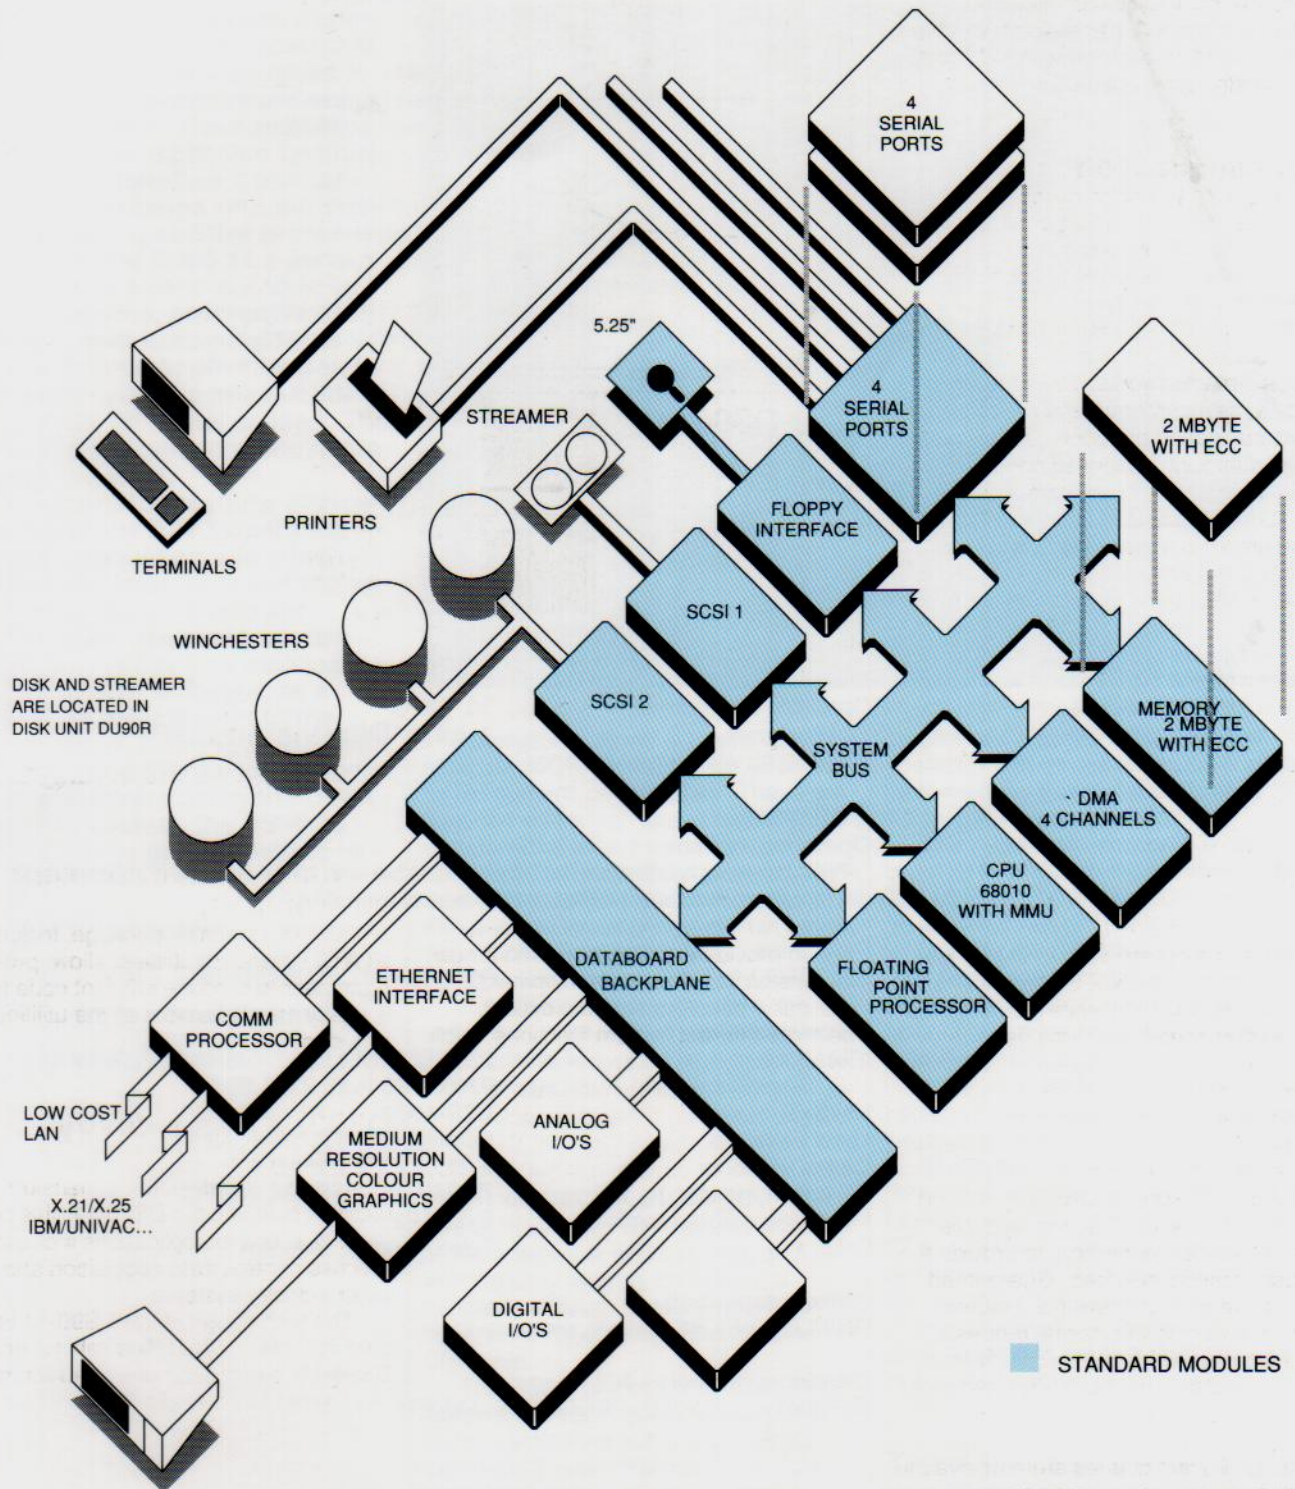 4
SERIAL
PORTS
5.25"
4
SERIAL
PORTS
2 MBYTE
WITH ECC
STREAMER
FLOPPY
INTERFACE
PRINTERS
TERMINALS
SCSI 1
WINCHESTERS
DISK AND STREAMER
ARE LOCATED IN
DISK UNIT DU90R
SCSI 2
MEMORY
2 MBYTE
WITH ECC
SYSTEM
BUS
DMA
4 CHANNELS
CPU
68010
WITH MMU
DATABOARD
BACKPLANE
FLOATING
POINT
PROCESSOR
ETHERNET
INTERFACE
COMM
PROCESSOR
LOW COST
LAN
ANALOG
I/O'S
MEDIUM
RESOLUTION
COLOUR
GRAPHICS
X.21/X.25
IBM/UNIVAC...
DIGITAL
I/O'S
STANDARD MODULES